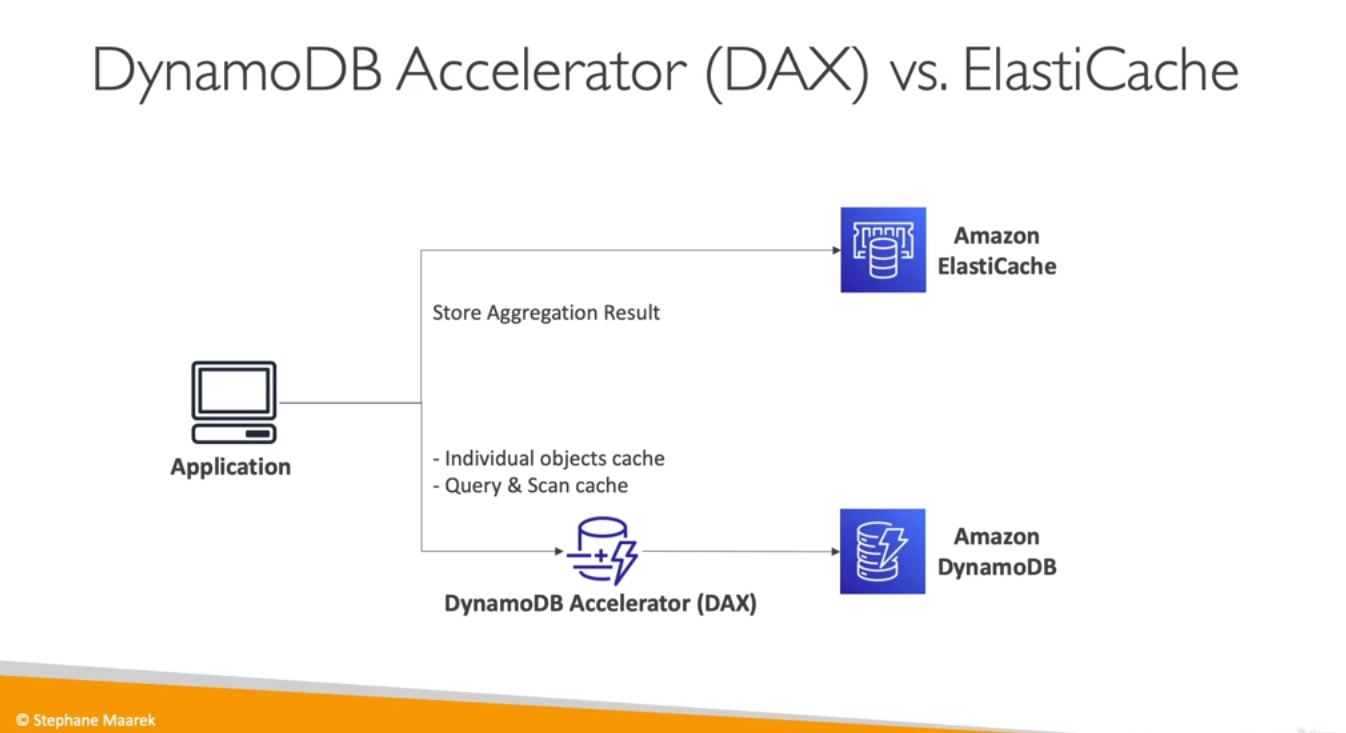 DynamoDB Accelerator (DAX) vs. ElastiCache
Amazon
ElastiCache
Store Aggregation Result
Application
- Individual objects cache
- Query & Scan cache
Amazon
DynamoDB
DynamoDB Accelerator (DAX)
© Stephane Maarek